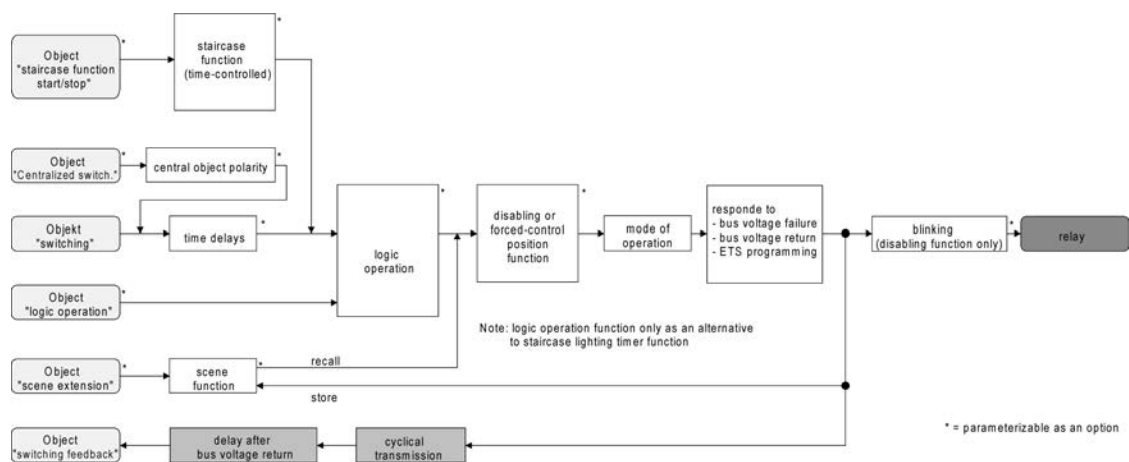 Object
"staircase function
start/stop"
*
staircase
function
(time-controlled)
*
Object
"Centralized switch."
*
central object polarity
*
Objekt
"switching"
*
time delays
*
Object
"logic operation"
*
logic
operation
*
disabling or
forced-control
position
function
*
mode of
operation
responde to
- bus voltage failure
- bus voltage return
- ETS programming
blinking
(disabling function only)
*
relay
Note: logic operation function only as an alternative
to staircase lighting timer function
Object
"scene extension"
*
scene
function
*
recall
store
Object
"switching feedback"
delay after
bus voltage return
cyclical
transmission
* = parameterizable as an option